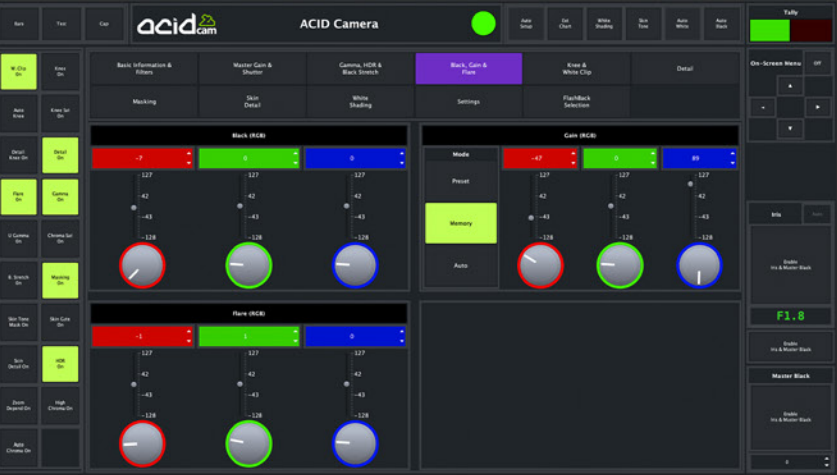 Bars
Test
Cap
acid cam
ACID Camera
Auto
Setup
Ext
Chart
White
Shading
Skin
Tone
Auto
White
Auto
Black
Tally
W.Clip
On
Knee
On
Auto
Knee
Knee Sat
On
Detail
Knee On
Detail
On
Flare
On
Gamma
On
U Gamma
On
Chroma Sat
On
B. Stretch
On
Masking
On
Skin Tone
Mask On
Skin Gate
On
Skin
Detail On
HDR
On
Zoom
Depend On
High
Chroma On
Auto
Chroma On
Basic Information &
Filters
Master Gain &
Shutter
Gamma, HDR &
Black Stretch
Black, Gain &
Flare
Knee &
White Clip
Detail
Masking
Skin
Detail
White
Shading
Settings
FlashBack
Selection
Black (RGB)
-7
0
0
127
42
-43
-128
127
42
-43
-128
127
42
-43
-128
Gain (RGB)
Mode
Preset
Memory
Auto
-47
0
89
127
42
-43
-128
127
42
-43
-128
127
42
-43
-128
Flare (RGB)
-1
1
0
127
42
-43
-128
127
42
-43
-128
127
42
-43
-128
On-Screen Menu
Off
Iris
Enable
Iris & Master Black
F1.8
Enable
Iris & Master Black
Master Black
Enable
Iris & Master Black
0